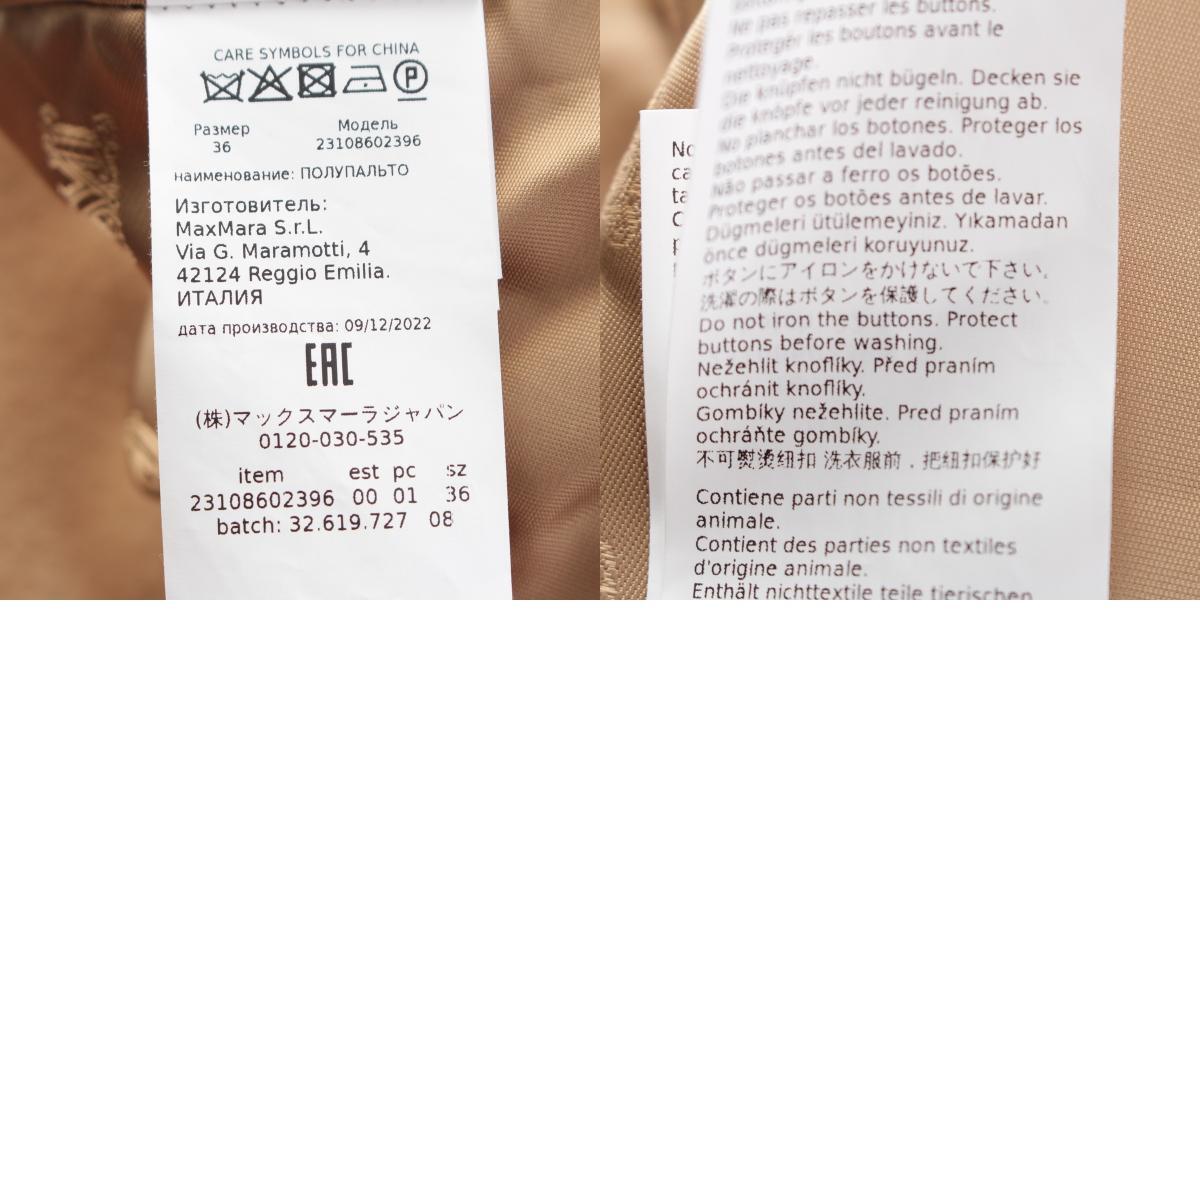 CARE SYMBOLS FOR CHINA
P
Размер
36
Модель
23108602396
наименование: ПОЛУПАЛЬТО
Изготовитель:
MaxMara S.r.L.
Via G. Maramotti, 4
42124 Reggio Emilia.
ИТАЛИЯ
дата производства: 09/12/2022
EAC
(株)マックスマーラジャパン
0120-030-535
item est pc sz
23108602396 00 01 36
batch: 32.619.727 08
Ne pas repasser les buttons.
Protegér les boutons avant le
nettoyage.
Die knüpfen nicht bügeln. Decken sie
die knöpfe vor jeder reinigung ab.
No planchar los botones. Proteger los
botones antes del lavado.
Não passar a ferro os botões.
Proteger os botões antes de lavar.
Dügmeleri ütülemeyiniz. Yıkamadan
önce dügmeleri koruyunuz.
ボタンにアイロンをかけないで下さい。
洗濯の際はボタンを保護してください。
Do not iron the buttons. Protect
buttons before washing.
Nežehlit knoflíky. Před praním
ochránit knoflíky.
Gombíky nežehlite. Pred praním
ochráňte gombíky.
不可熨烫纽扣 洗衣服前，把纽扣保护好
Contiene parti non tessili di origine
animale.
Contient des parties non textiles
d'origine animale.
Enthält nichttextile teile tierischen